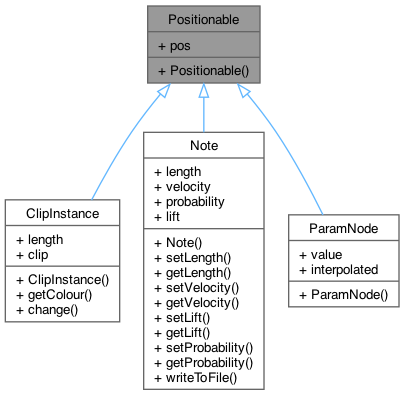 Positionable
+ pos
+ Positionable()
ClipInstance
+ length
+ clip
+ ClipInstance()
+ getColour()
+ change()
Note
+ length
+ velocity
+ probability
+ lift
+ Note()
+ setLength()
+ getLength()
+ setVelocity()
+ getVelocity()
+ setLift()
+ getLift()
+ setProbability()
+ getProbability()
+ writeToFile()
ParamNode
+ value
+ interpolated
+ ParamNode()